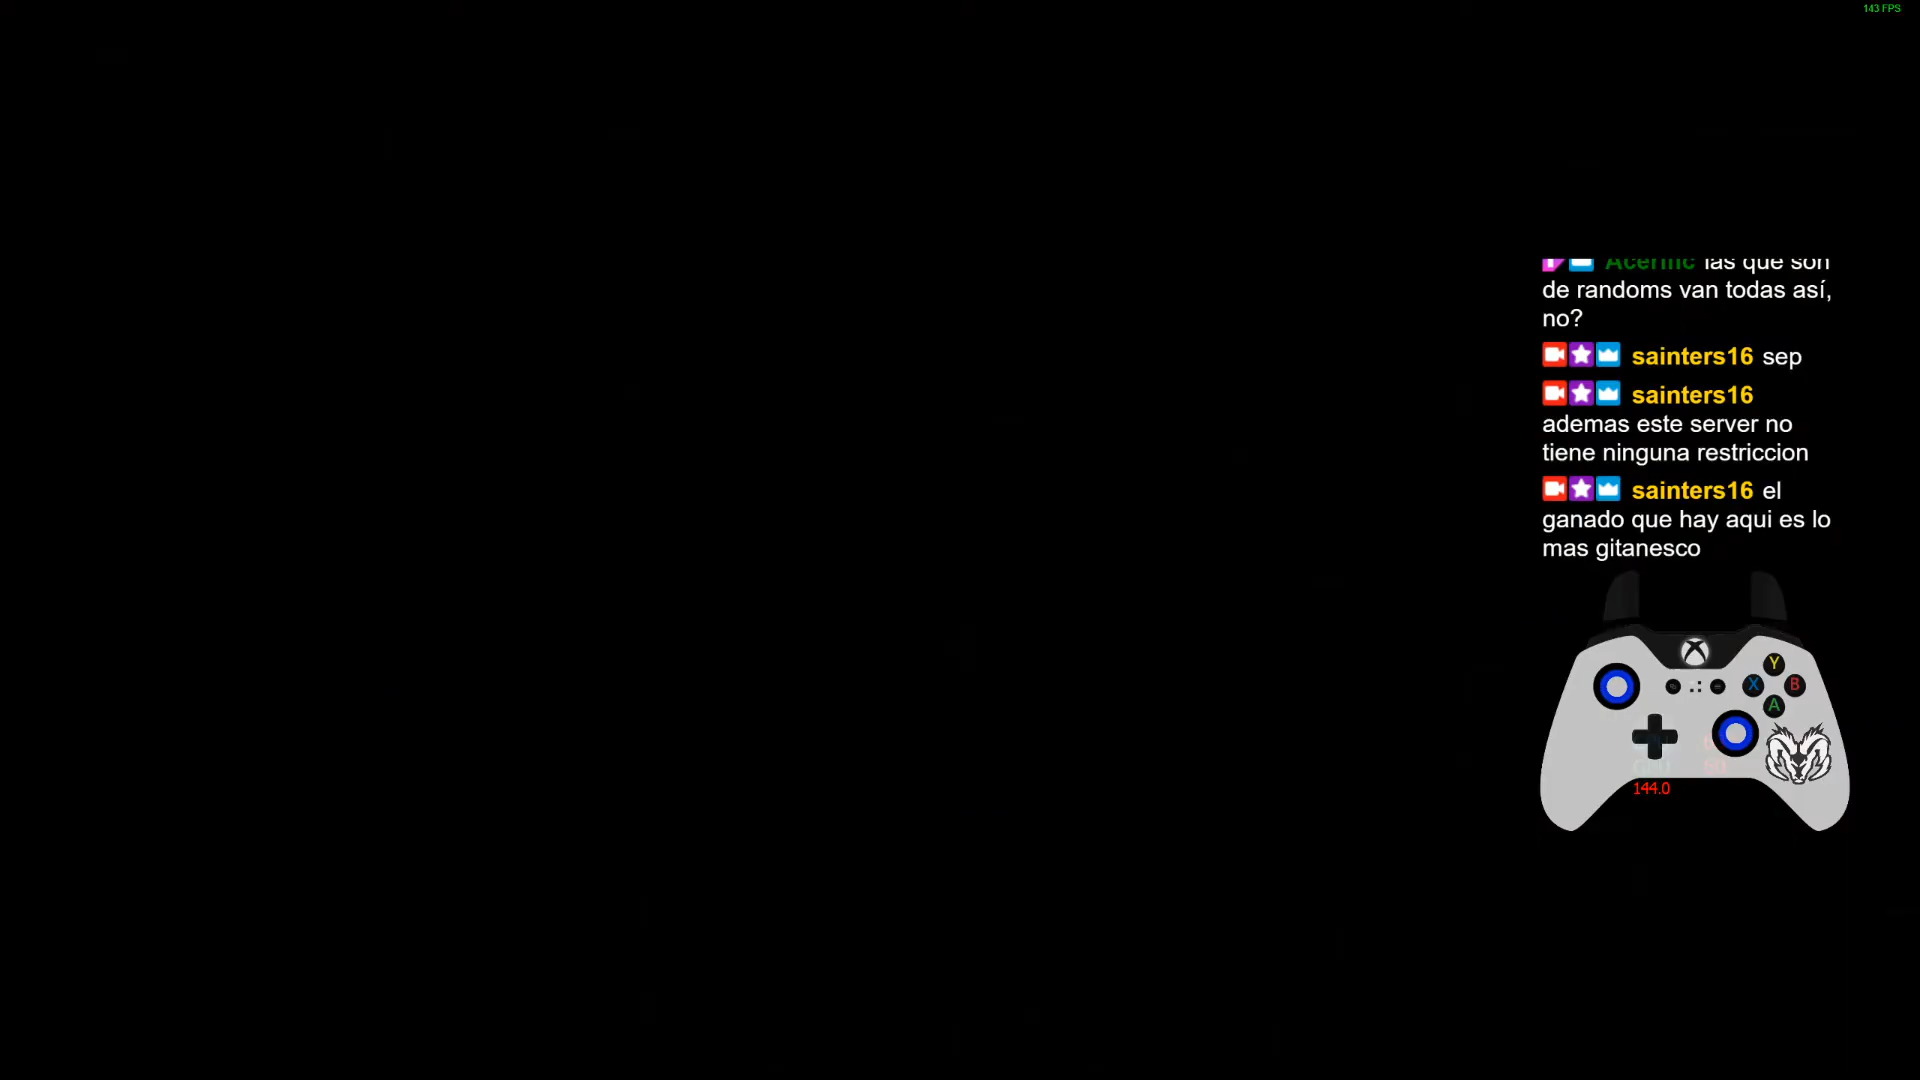 143 FPS
Acerific las que son
de randoms van todas así,
no?
sainters16 sep
sainters16
ademas este server no
tiene ninguna restriccion
sainters16 el
ganado que hay aqui es lo
mas gitanesco
Y
X B
A
144.0